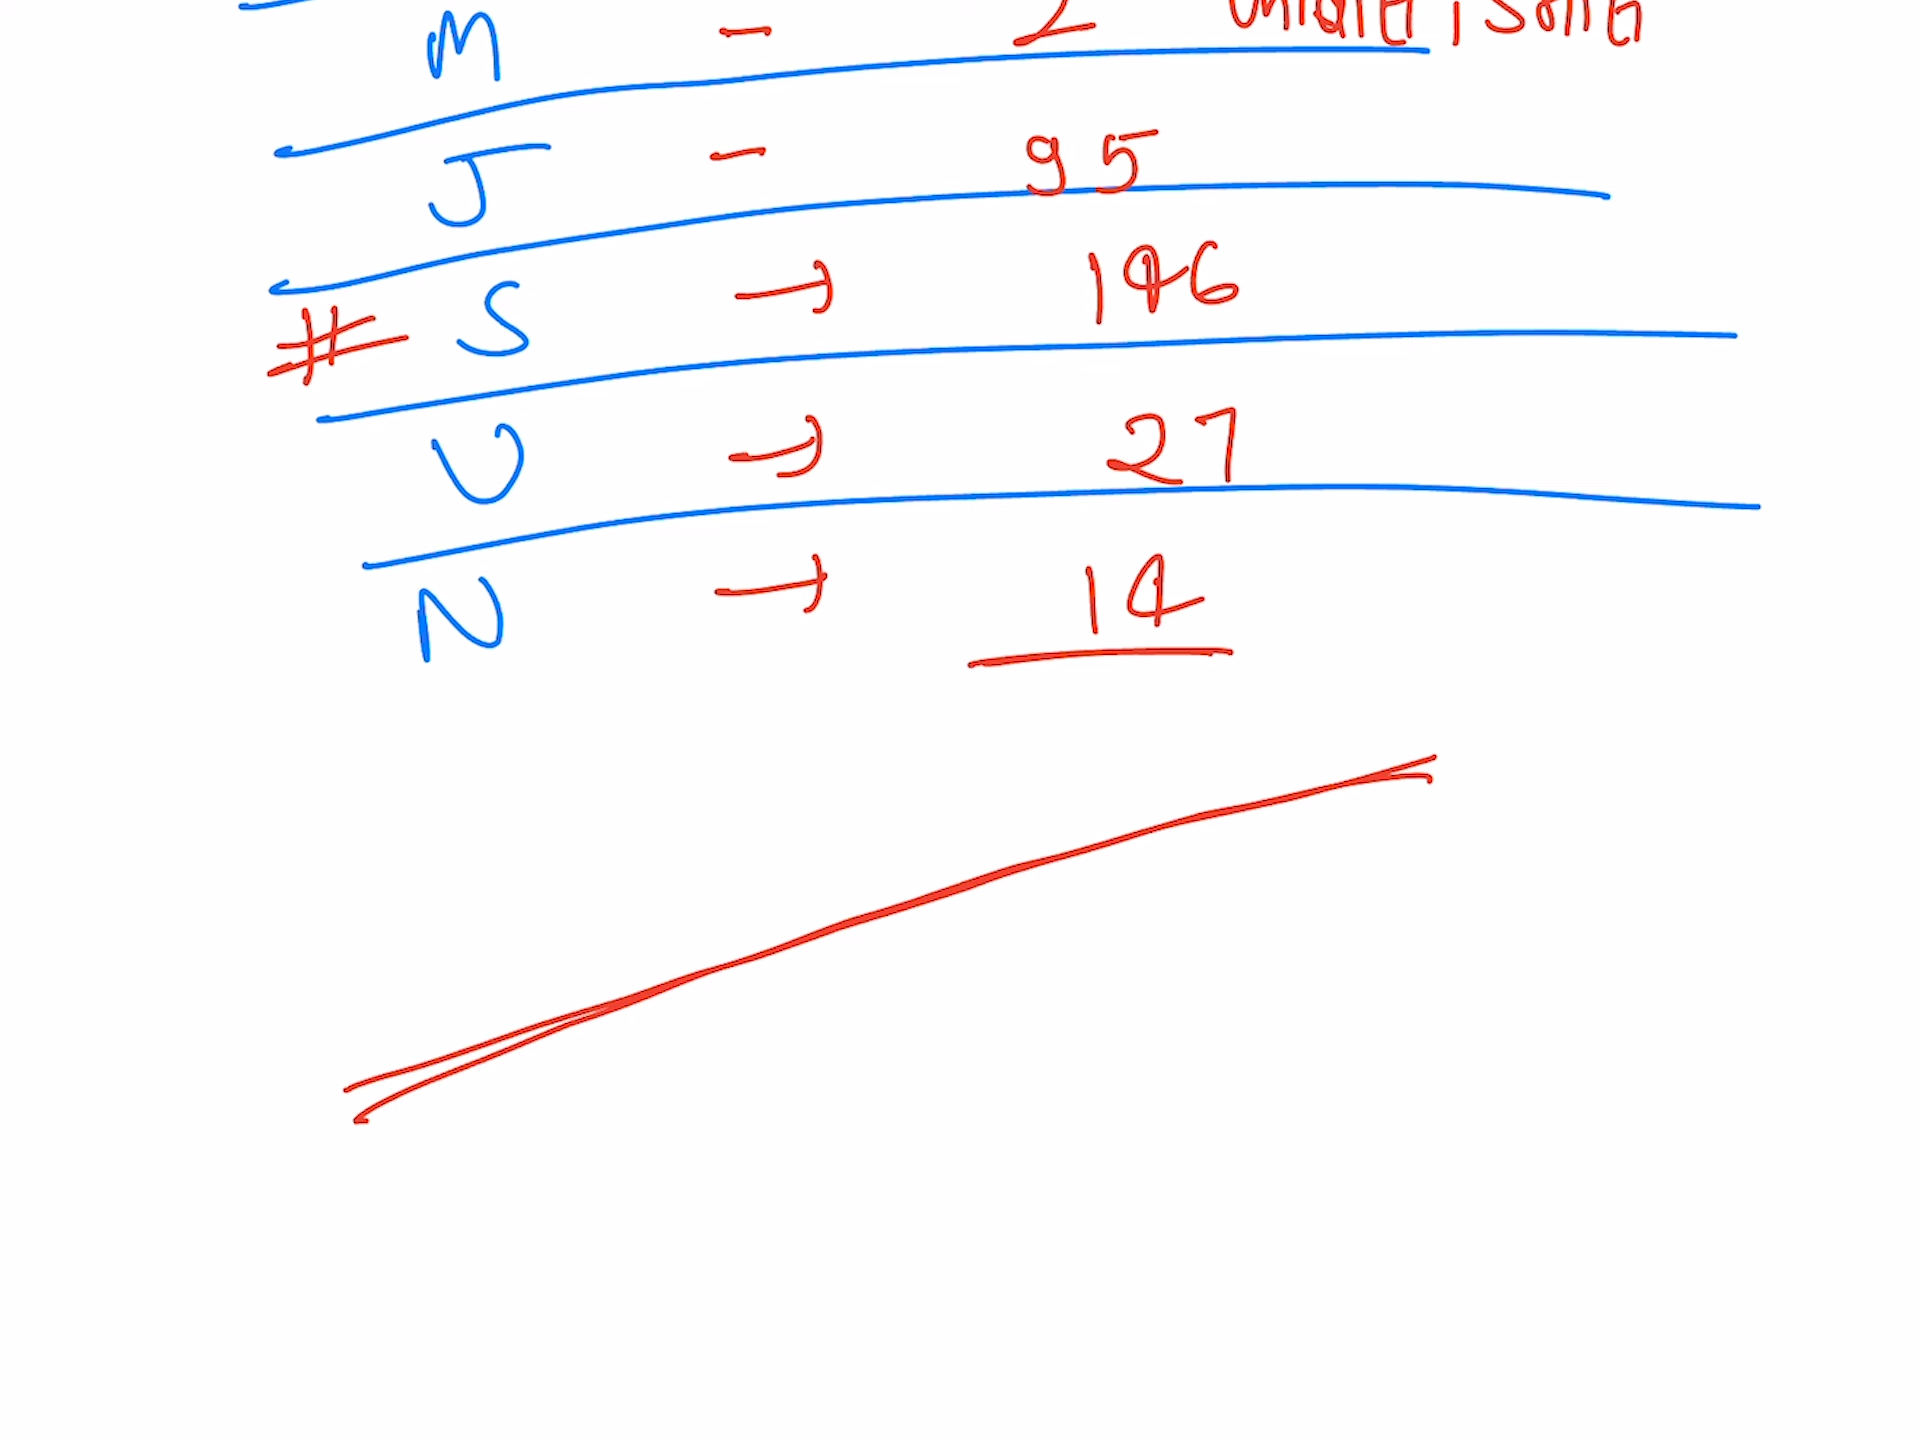 M - 2
J - 95
# S → 146
U → 27
N → 14